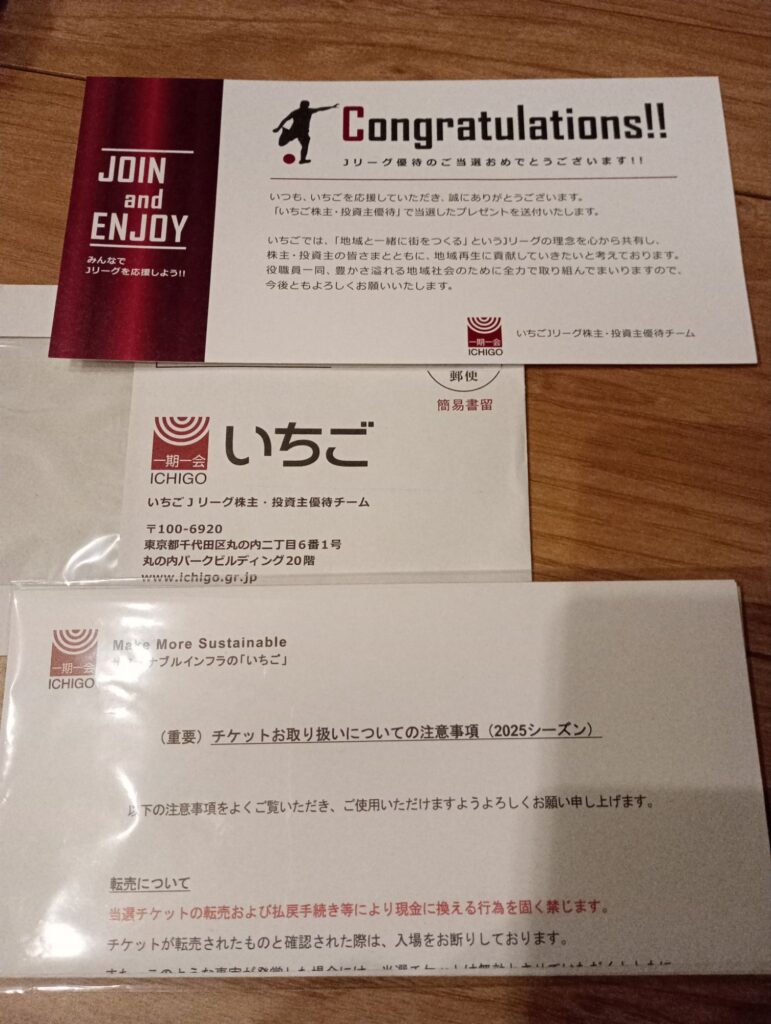 JOIN
and
ENJOY
みんなで
Jリーグを応援しよう!!
Congratulations!!
Jリーグ優待のご当選おめでとうございます!!
いつも、いちごを応援していただき、誠にありがとうございます。
「いちご株主・投資主優待」で当選したプレゼントを送付いたします。
いちごでは、「地域と一緒に街をつくる」というJリーグの理念を心から共有し、
株主・投資主の皆さまとともに、地域再生に貢献していきたいと考えております。
役職員一同、豊かさ溢れる地域社会のために全力で取り組んでまいりますので、
今後ともよろしくお願いいたします。
一期一会
ICHIGO
いちごJリーグ株主・投資主優待チーム
郵便
簡易書留
一期一会
ICHIGO
いちご
いちごJリーグ株主・投資主優待チーム
〒100-6920
東京都千代田区丸の内二丁目6番1号
丸の内パークビルディング20階
www.ichigo.gr.jp
一期一会
ICHIGO
Make More Sustainable
サステナブルインフラの「いちご」
(重要)チケットお取り扱いについての注意事項(2025シーズン)
以下の注意事項をよくご覧いただき、ご使用いただけますようよろしくお願い申し上げます。
転売について
当選チケットの転売および払戻手続き等により現金に換える行為を固く禁じます。
チケットが転売されたものと確認された際は、入場をお断りしております。